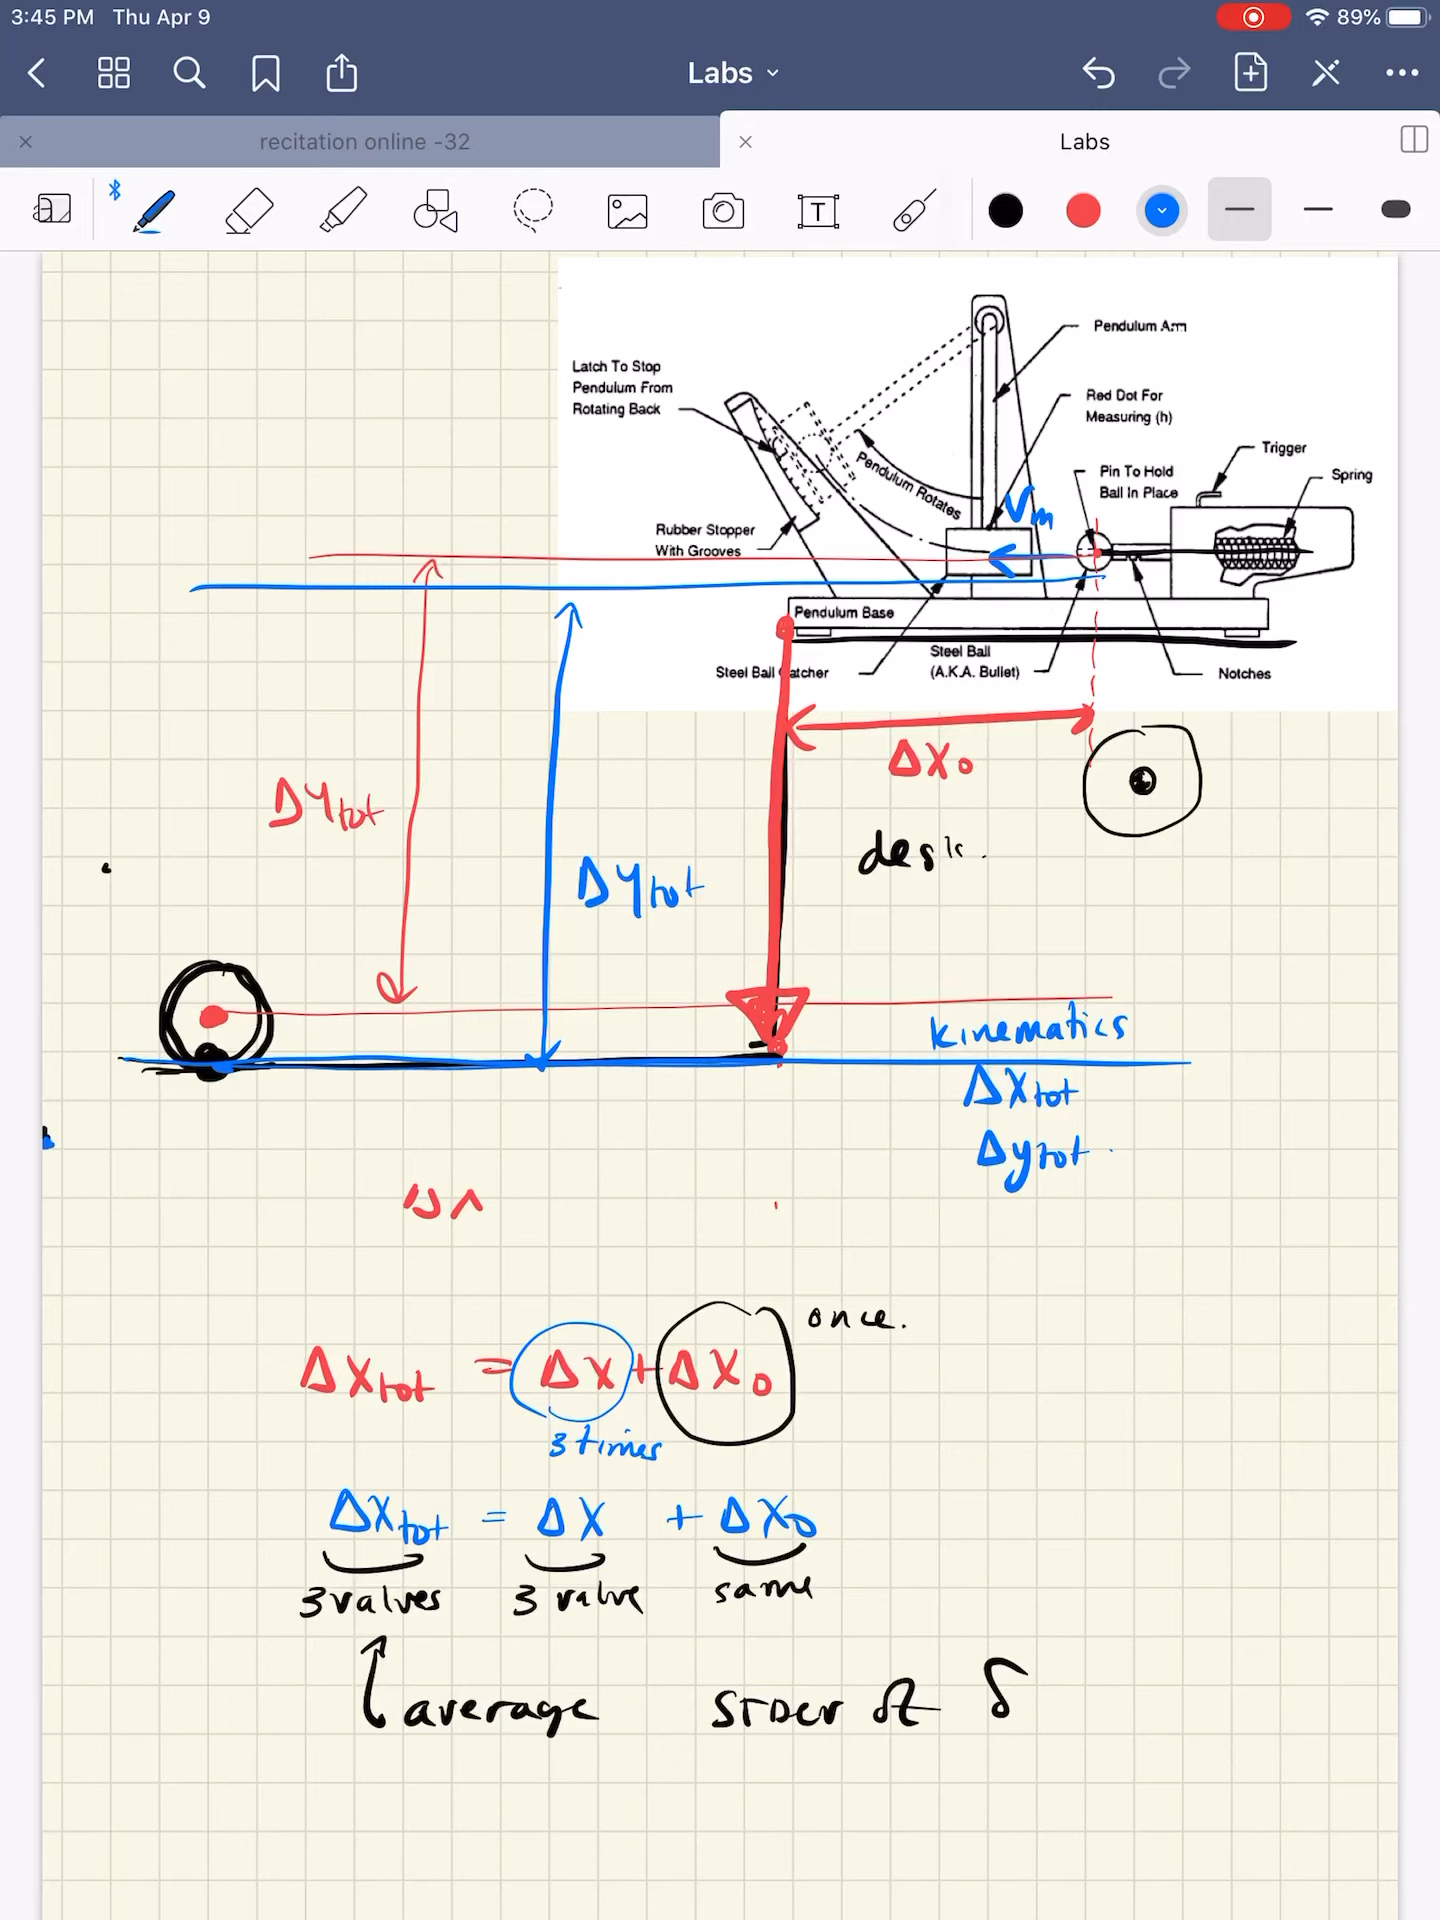 3:45 PM Thu Apr 9
89%
Labs
recitation online -32
Labs
Pendulum Arm
Latch To Stop
Pendulum From
Rotating Back
Red Dot For
Measuring (h)
Trigger
Pin To Hold
Ball In Place
Spring
Pendulum Rotates
Vm
Rubber Stopper
With Grooves
Pendulum Base
Steel Ball Catcher
Steel Ball
(A.K.A. Bullet)
Notches
ΔX₀
Δytot
desk.
Δytot
kinematics
ΔXtot
Δytot
once.
ΔXtot = ΔX + ΔX₀
3 times
ΔXtot = ΔX + ΔX₀
3 values 3 value same
average STDEV